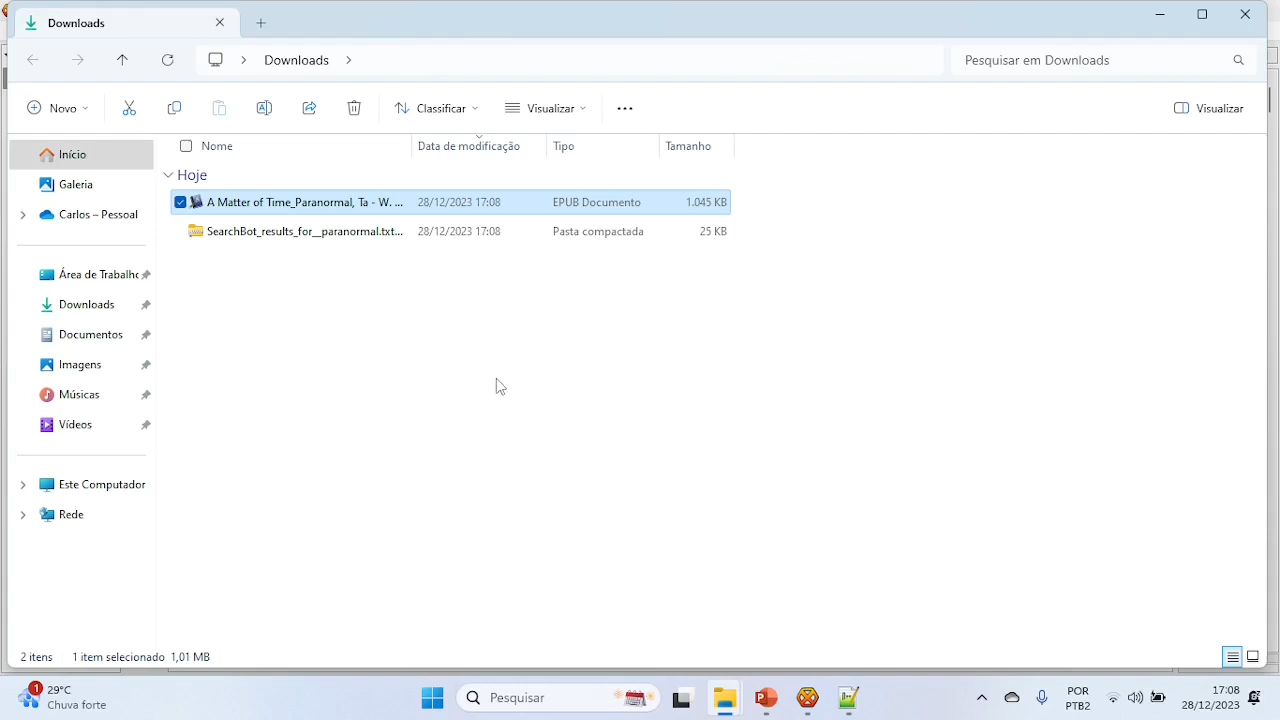 Downloads
Downloads
Pesquisar em Downloads
Novo
Classificar
Visualizar
Visualizar
Nome
Data de modificação
Tipo
Tamanho
Início
Galeria
Carlos – Pessoal
Hoje
A Matter of Time_Paranormal, Ta - W. ... 28/12/2023 17:08 EPUB Documento 1.045 KB
SearchBot_results_for__paranormal.txt... 28/12/2023 17:08 Pasta compactada 25 KB
Área de Trabalho
Downloads
Documentos
Imagens
Músicas
Vídeos
Este Computador
Rede
2 itens 1 item selecionado 1,01 MB
1
29°C
Chuva forte
Pesquisar
POR
PTB2
17:08
28/12/2023